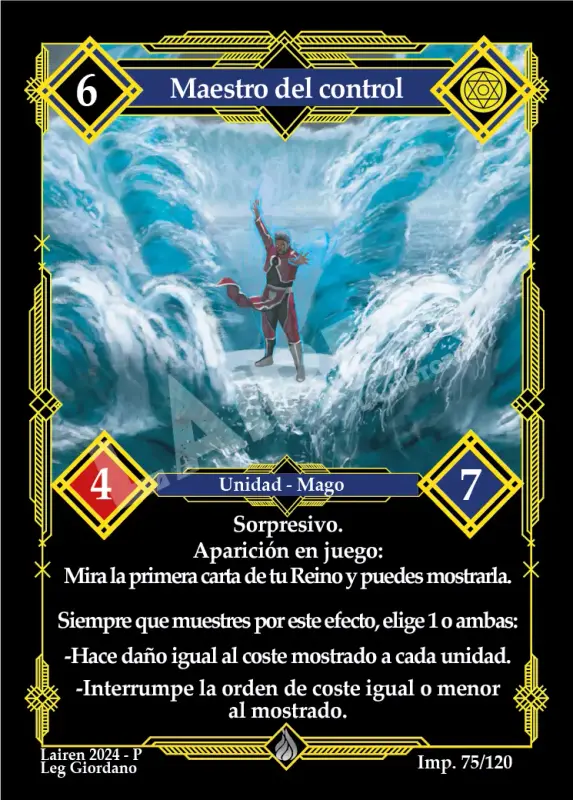 6
Maestro del control
4
Unidad - Mago
7
Sorpresivo.
Aparición en juego:
Mira la primera carta de tu Reino y puedes mostrarla.
Siempre que muestres por este efecto, elige 1 o ambas:
-Hace daño igual al coste mostrado a cada unidad.
-Interrumpe la orden de coste igual o menor
al mostrado.
Lairen 2024 - P
Leg Giordano
Imp. 75/120